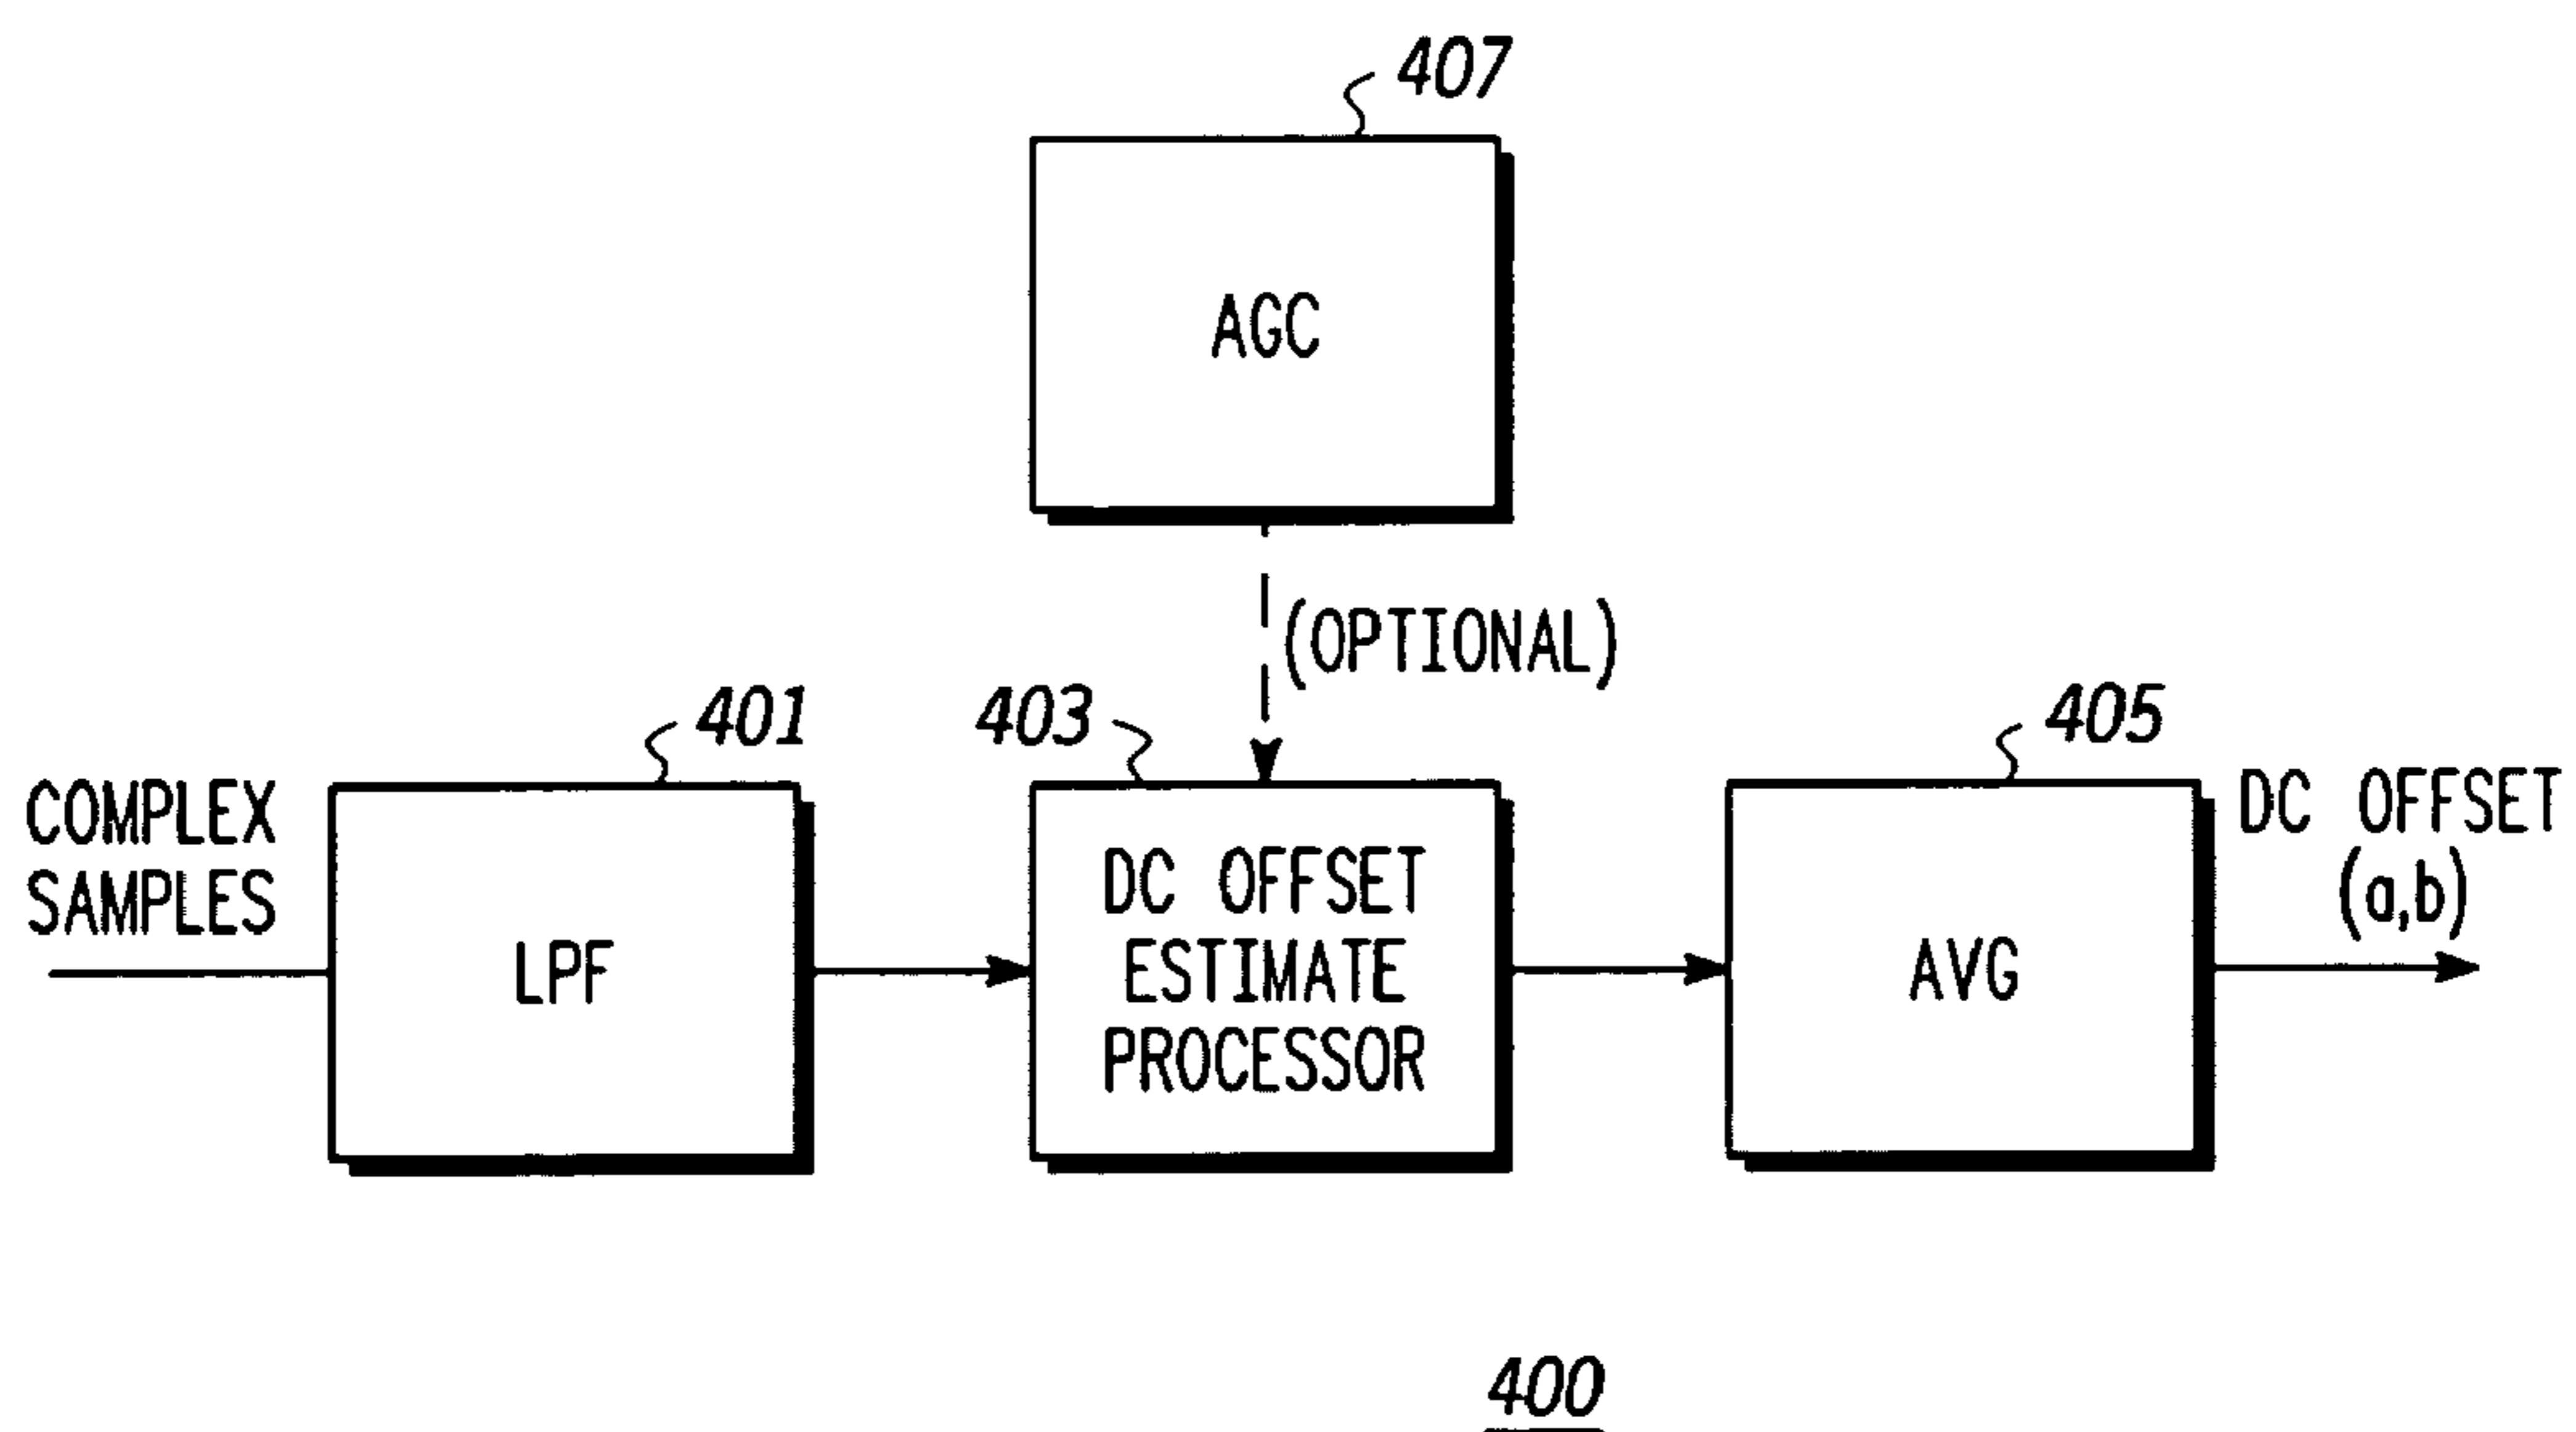 407
AGC
(OPTIONAL)
401
403
405
COMPLEX
SAMPLES
LPF
DC OFFSET
ESTIMATE
PROCESSOR
AVG
DC OFFSET
(a,b)
400